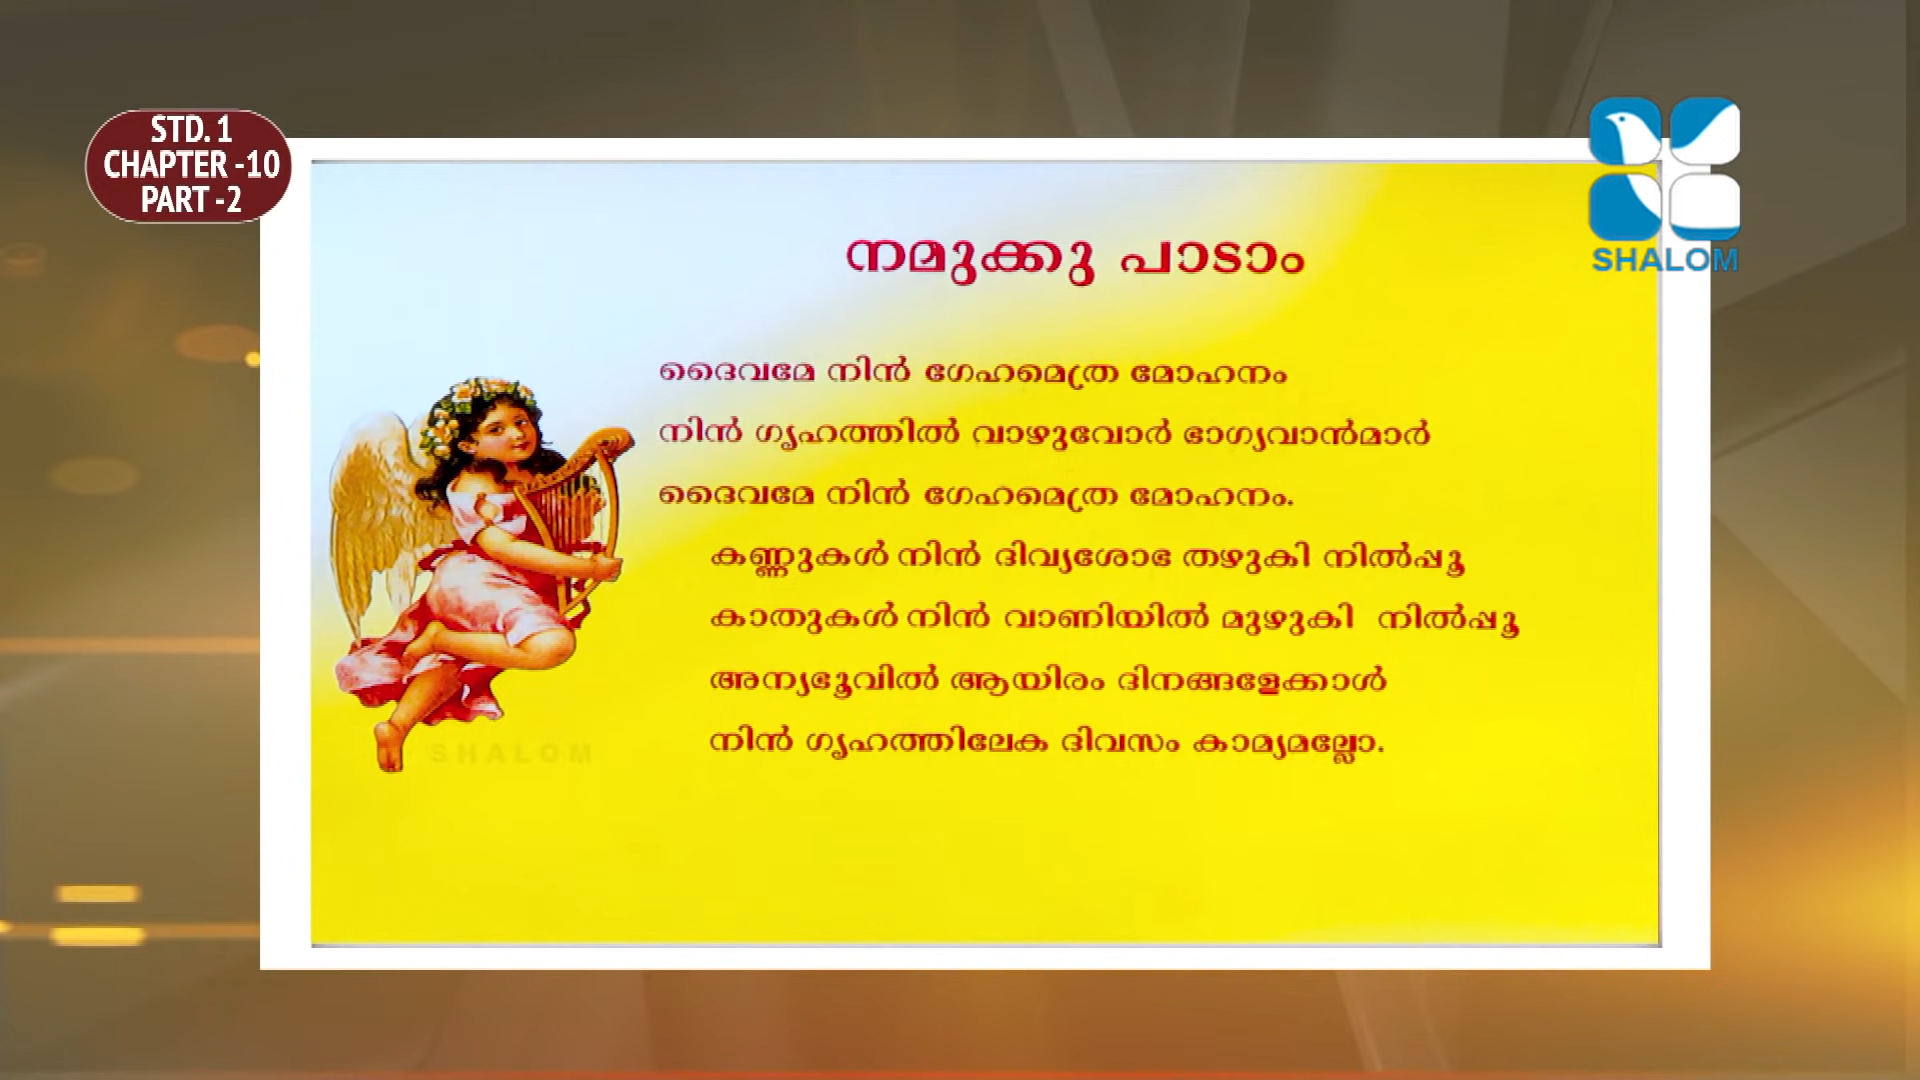 STD. 1
CHAPTER -10
PART -2
SHALOM
നമുക്കു പാടാം
ദൈവമേ നിൻ ഗേഹമെത്ര മോഹനം
നിൻ ഗൃഹത്തിൽ വാഴുവോർ ഭാഗ്യവാൻമാർ
ദൈവമേ നിൻ ഗേഹമെത്ര മോഹനം.
കണ്ണുകൾ നിൻ ദിവ്യശോഭ തഴുകി നിൽപ്പൂ
കാതുകൾ നിൻ വാണിയിൽ മുഴുകി നിൽപ്പൂ
അന്യഭൂവിൽ ആയിരം ദിനങ്ങളേക്കാൾ
നിൻ ഗൃഹത്തിലേക ദിവസം കാമ്യമല്ലോ.
SHALOM